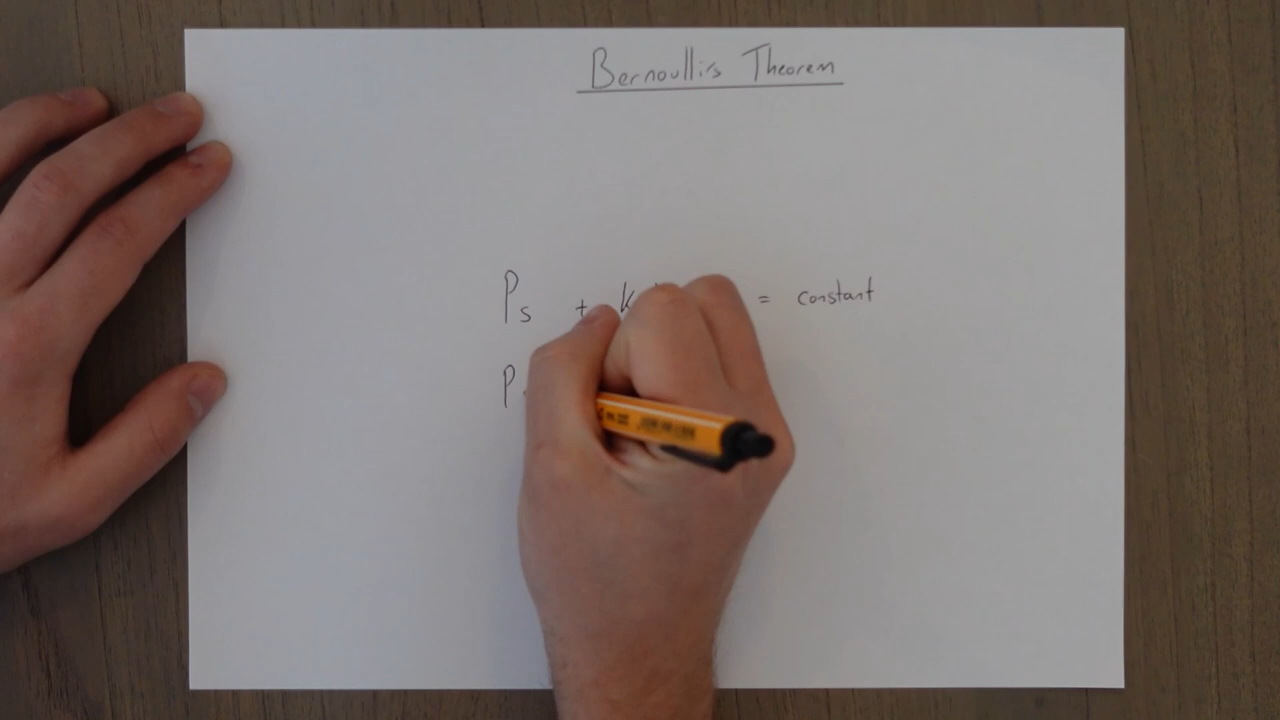 Bernoulli's Theorem
Ps + k = constant
P